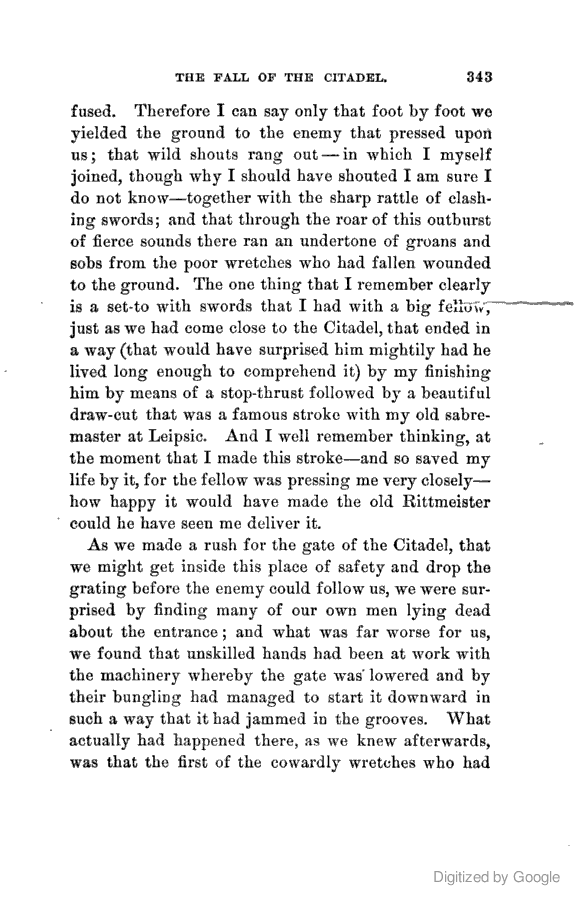 THE FALL OF THE CITADEL. 343
fused. Therefore I can say only that foot by foot we
yielded the ground to the enemy that pressed upon
us; that wild shouts rang out—in which I myself
joined, though why I should have shouted I am sure I
do not know—together with the sharp rattle of clash-
ing swords; and that through the roar of this outburst
of fierce sounds there ran an undertone of groans and
sobs from the poor wretches who had fallen wounded
to the ground. The one thing that I remember clearly
is a set-to with swords that I had with a big fellow,
just as we had come close to the Citadel, that ended in
a way (that would have surprised him mightily had he
lived long enough to comprehend it) by my finishing
him by means of a stop-thrust followed by a beautiful
draw-cut that was a famous stroke with my old sabre-
master at Leipsic. And I well remember thinking, at
the moment that I made this stroke—and so saved my
life by it, for the fellow was pressing me very closely—
how happy it would have made the old Rittmeister
could he have seen me deliver it.
As we made a rush for the gate of the Citadel, that
we might get inside this place of safety and drop the
grating before the enemy could follow us, we were sur-
prised by finding many of our own men lying dead
about the entrance; and what was far worse for us,
we found that unskilled hands had been at work with
the machinery whereby the gate was lowered and by
their bungling had managed to start it downward in
such a way that it had jammed in the grooves. What
actually had happened there, as we knew afterwards,
was that the first of the cowardly wretches who had
Digitized by Google